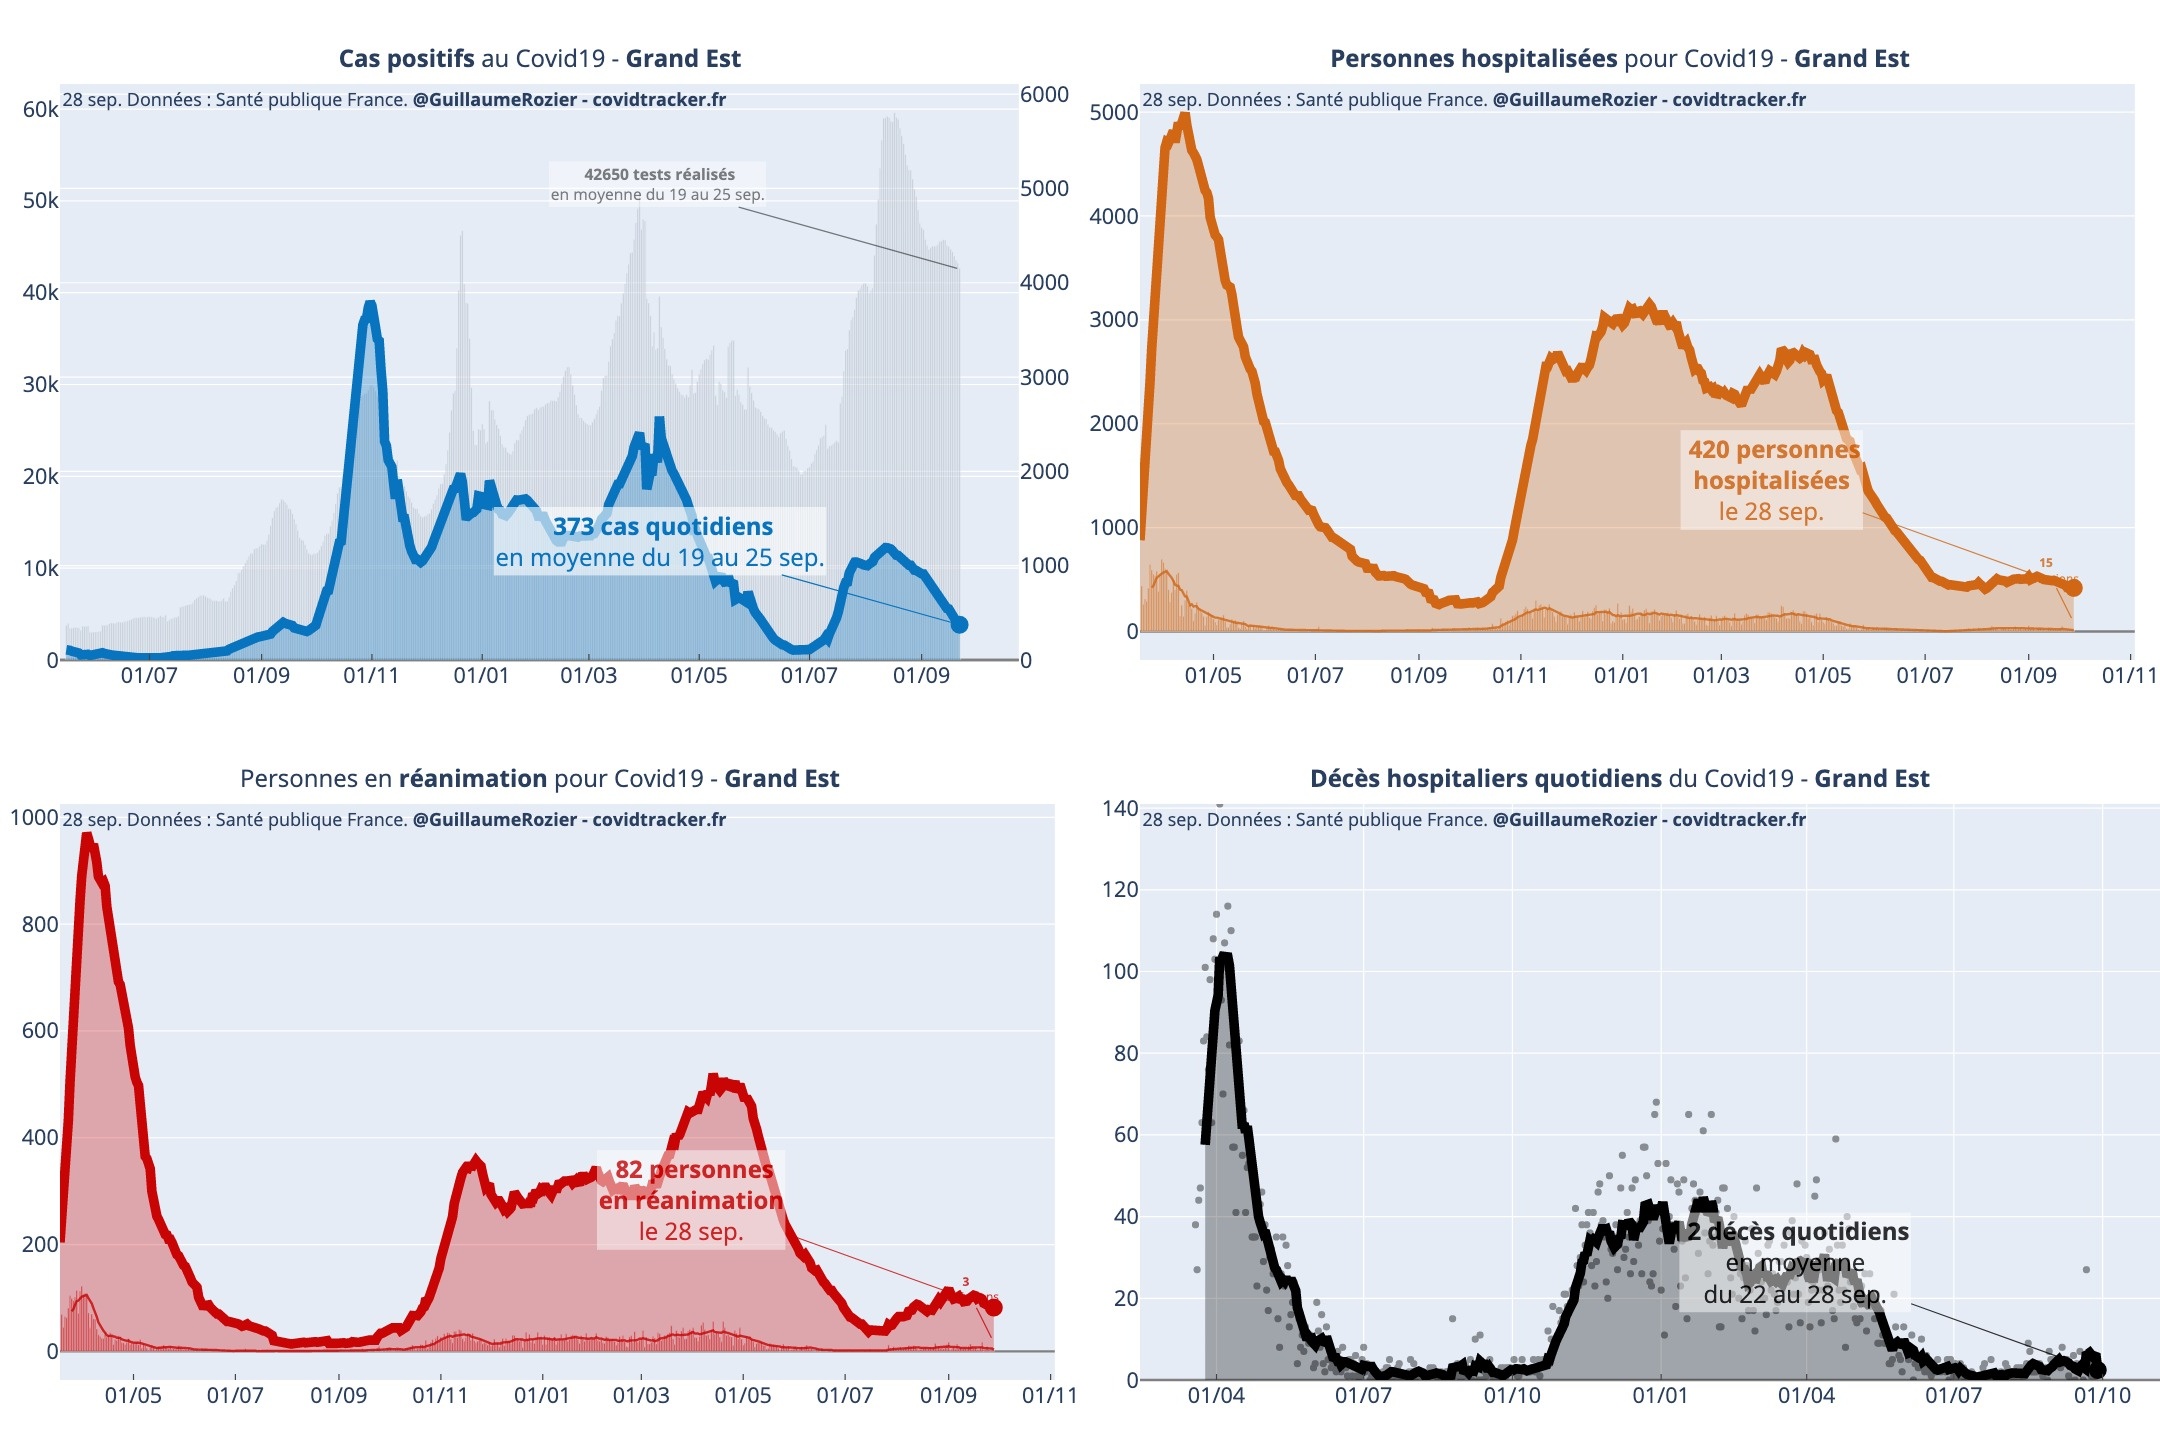 Cas positifs au Covid19 - Grand Est
28 sep. Données : Santé publique France. @GuillaumeRozier - covidtracker.fr
60k
50k
40k
30k
20k
10k
0
6000
5000
4000
3000
2000
1000
0
42650 tests réalisés
en moyenne du 19 au 25 sep.
373 cas quotidiens
en moyenne du 19 au 25 sep.
01/07 01/09 01/11 01/01 01/03 01/05 01/07 01/09
Personnes hospitalisées pour Covid19 - Grand Est
28 sep. Données : Santé publique France. @GuillaumeRozier - covidtracker.fr
5000
4000
3000
2000
1000
0
420 personnes
hospitalisées
le 28 sep.
15
01/05 01/07 01/09 01/11 01/01 01/03 01/05 01/07 01/09 01/11
Personnes en réanimation pour Covid19 - Grand Est
28 sep. Données : Santé publique France. @GuillaumeRozier - covidtracker.fr
1000
800
600
400
200
0
82 personnes
en réanimation
le 28 sep.
3
01/05 01/07 01/09 01/11 01/01 01/03 01/05 01/07 01/09 01/11
Décès hospitaliers quotidiens du Covid19 - Grand Est
28 sep. Données : Santé publique France. @GuillaumeRozier - covidtracker.fr
140
120
100
80
60
40
20
0
2 décès quotidiens
en moyenne
du 22 au 28 sep.
01/04 01/07 01/10 01/01 01/04 01/07 01/10